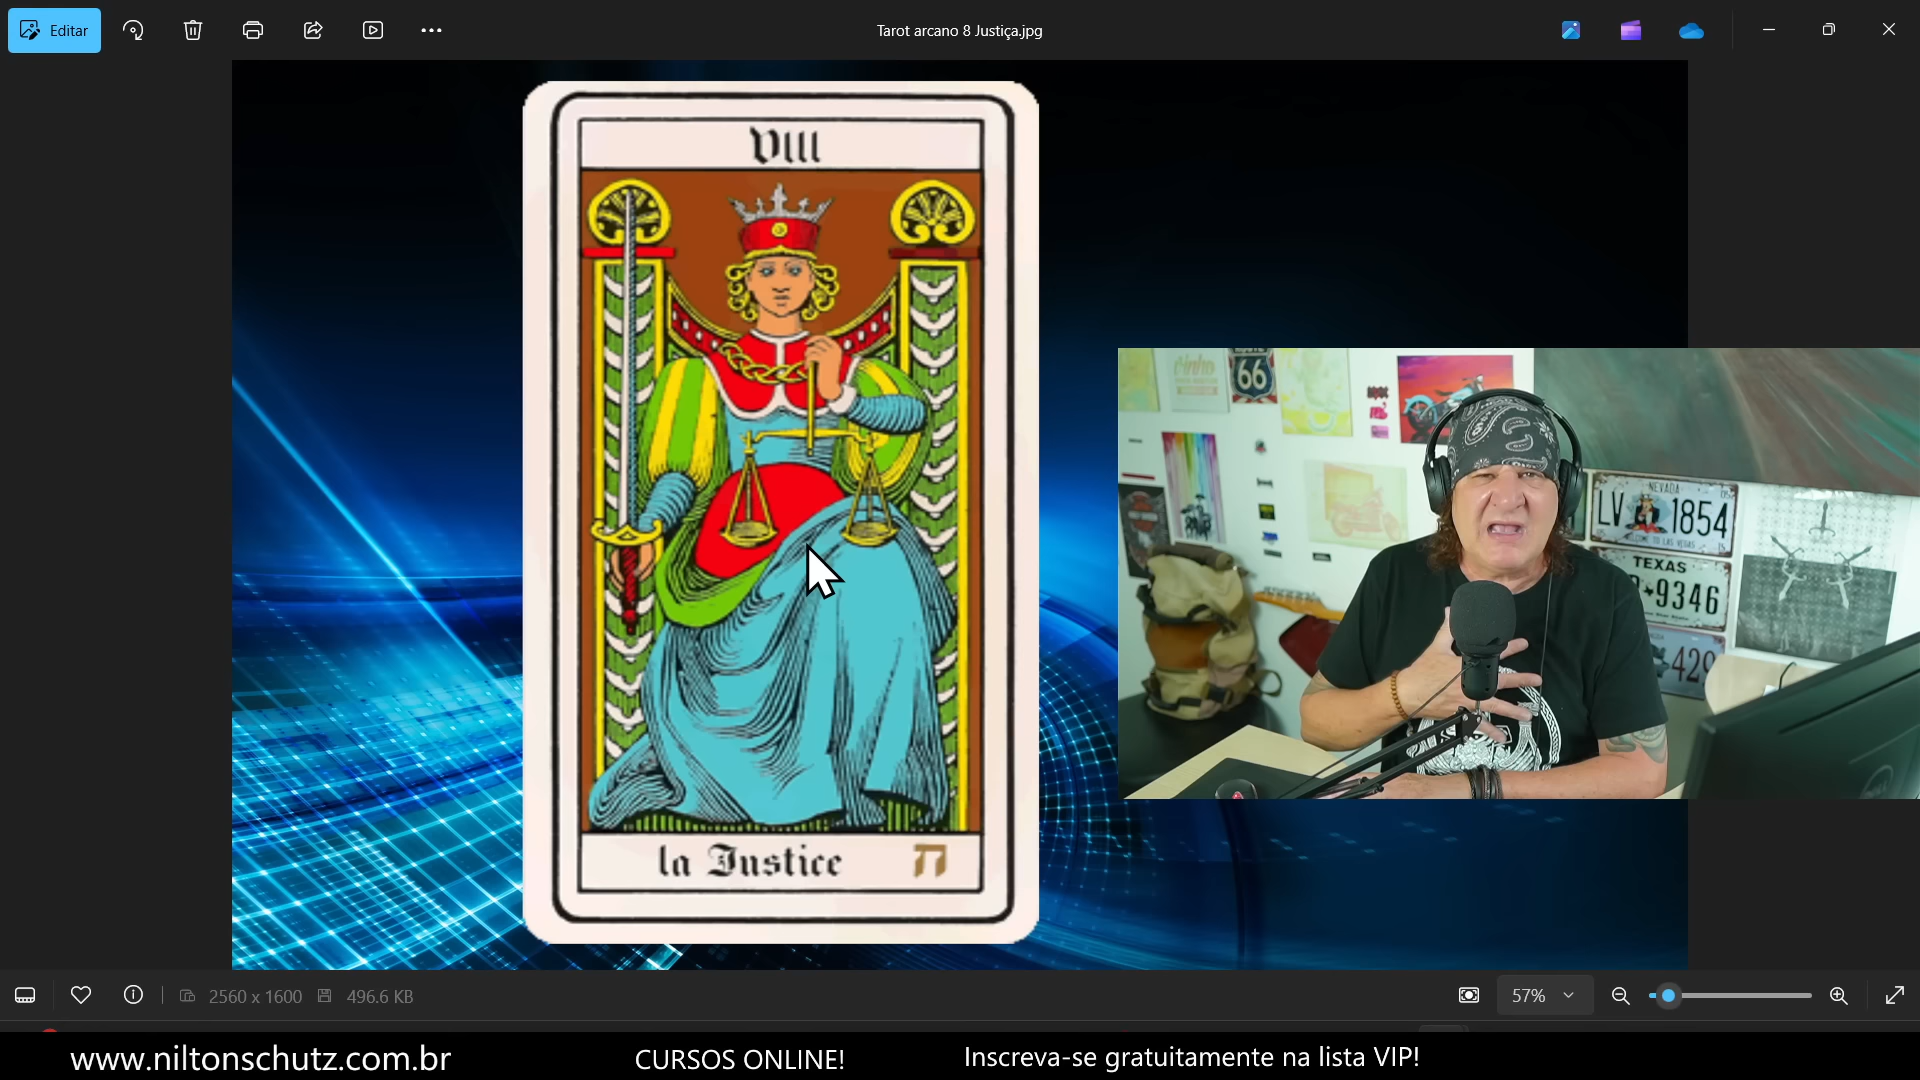 Editar
Tarot arcano 8 Justiça.jpg
VIII
la Justice
ח
66
NEVADA
LV 1854
TEXAS
9346
429
2560 x 1600
496.6 KB
57%
www.niltonschutz.com.br
CURSOS ONLINE!
Inscreva-se gratuitamente na lista VIP!